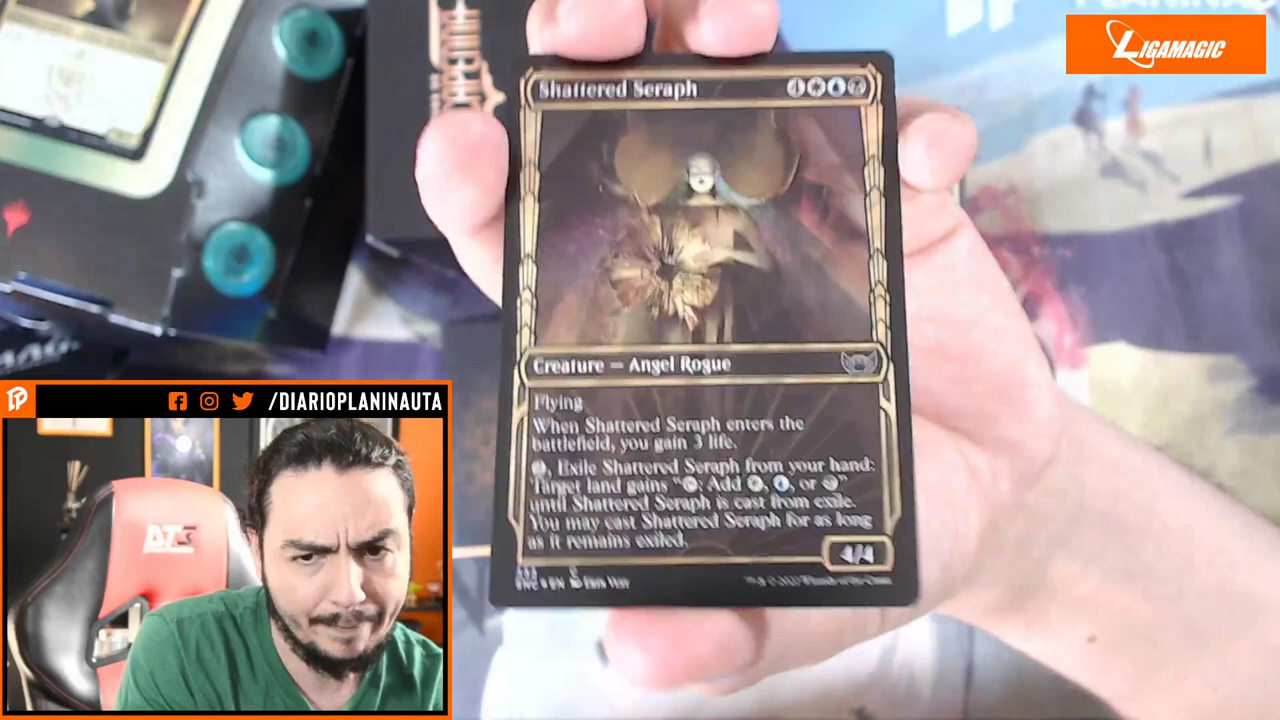 LIGAMAGIC
Shattered Seraph
4
Creature — Angel Rogue
Flying
When Shattered Seraph enters the
battlefield, you gain 3 life.
, Exile Shattered Seraph from your hand:
Target land gains “ : Add , , or ”
until Shattered Seraph is cast from exile.
You may cast Shattered Seraph for as long
as it remains exiled.
4/4
/DIARIOPLANINAUTA